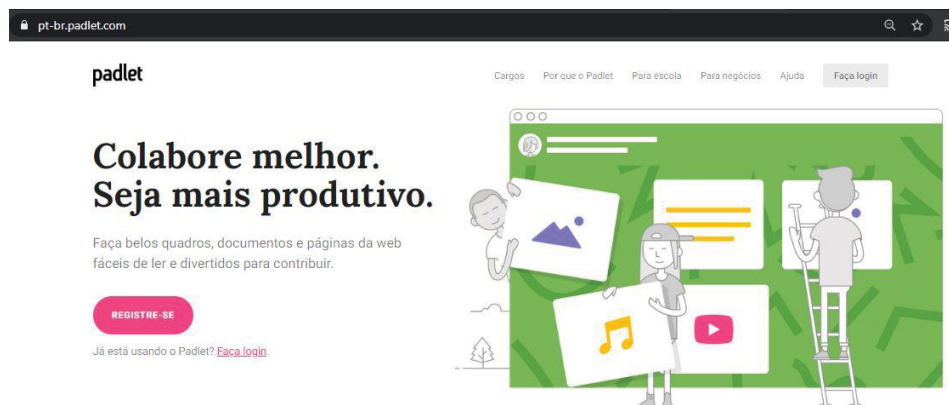 pt-br.padlet.com
padlet
Cargos Por que o Padlet Para escola Para negócios Ajuda Faça login
Colabore melhor.
Seja mais produtivo.
Faça belos quadros, documentos e páginas da web
fáceis de ler e divertidos para contribuir.
REGISTRE-SE
Já está usando o Padlet? Faça login.